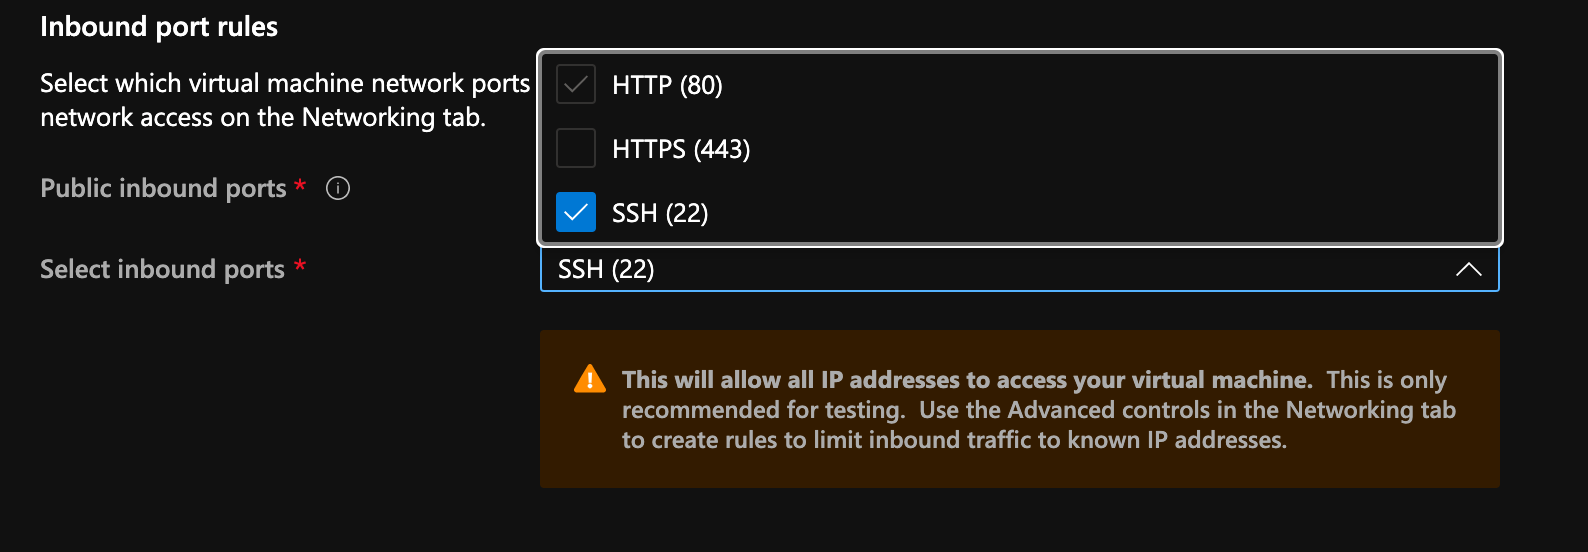 Inbound port rules
Select which virtual machine network ports
network access on the Networking tab.
HTTP (80)
HTTPS (443)
SSH (22)
Public inbound ports *
Select inbound ports *
SSH (22)
This will allow all IP addresses to access your virtual machine.  This is only
recommended for testing.  Use the Advanced controls in the Networking tab
to create rules to limit inbound traffic to known IP addresses.